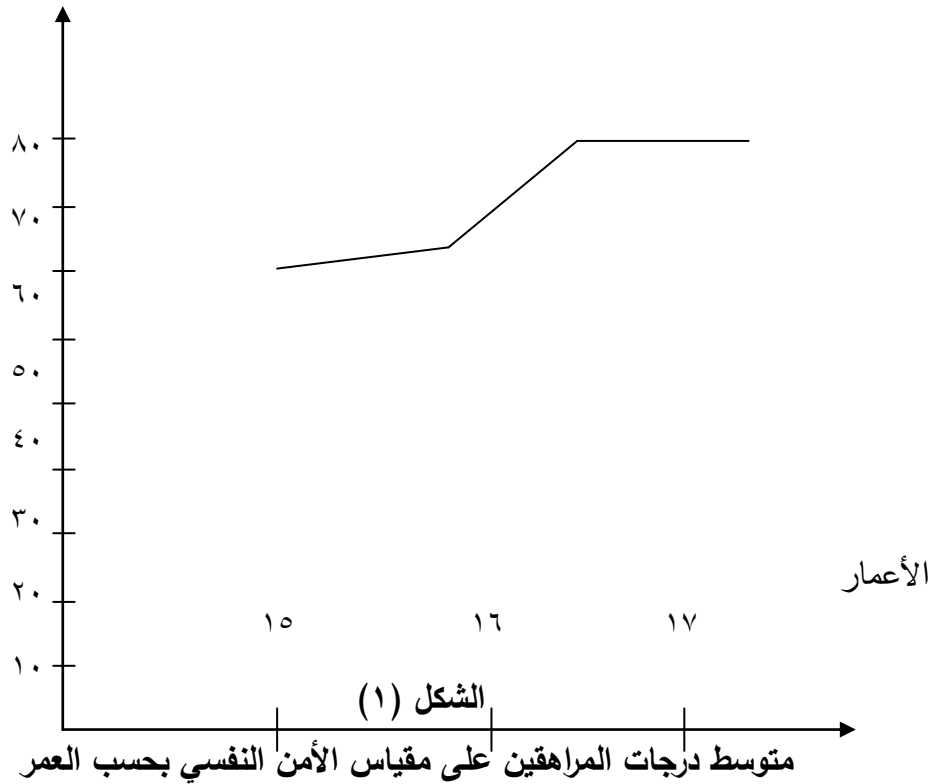 ٨٠
٧٠
٦٠
٥٠
٤٠
٣٠
٢٠
١٠
الأعمار
١٥ ١٦ ١٧
الشكل (١)
متوسط درجات المراهقين على مقياس الأمن النفسي بحسب العمر